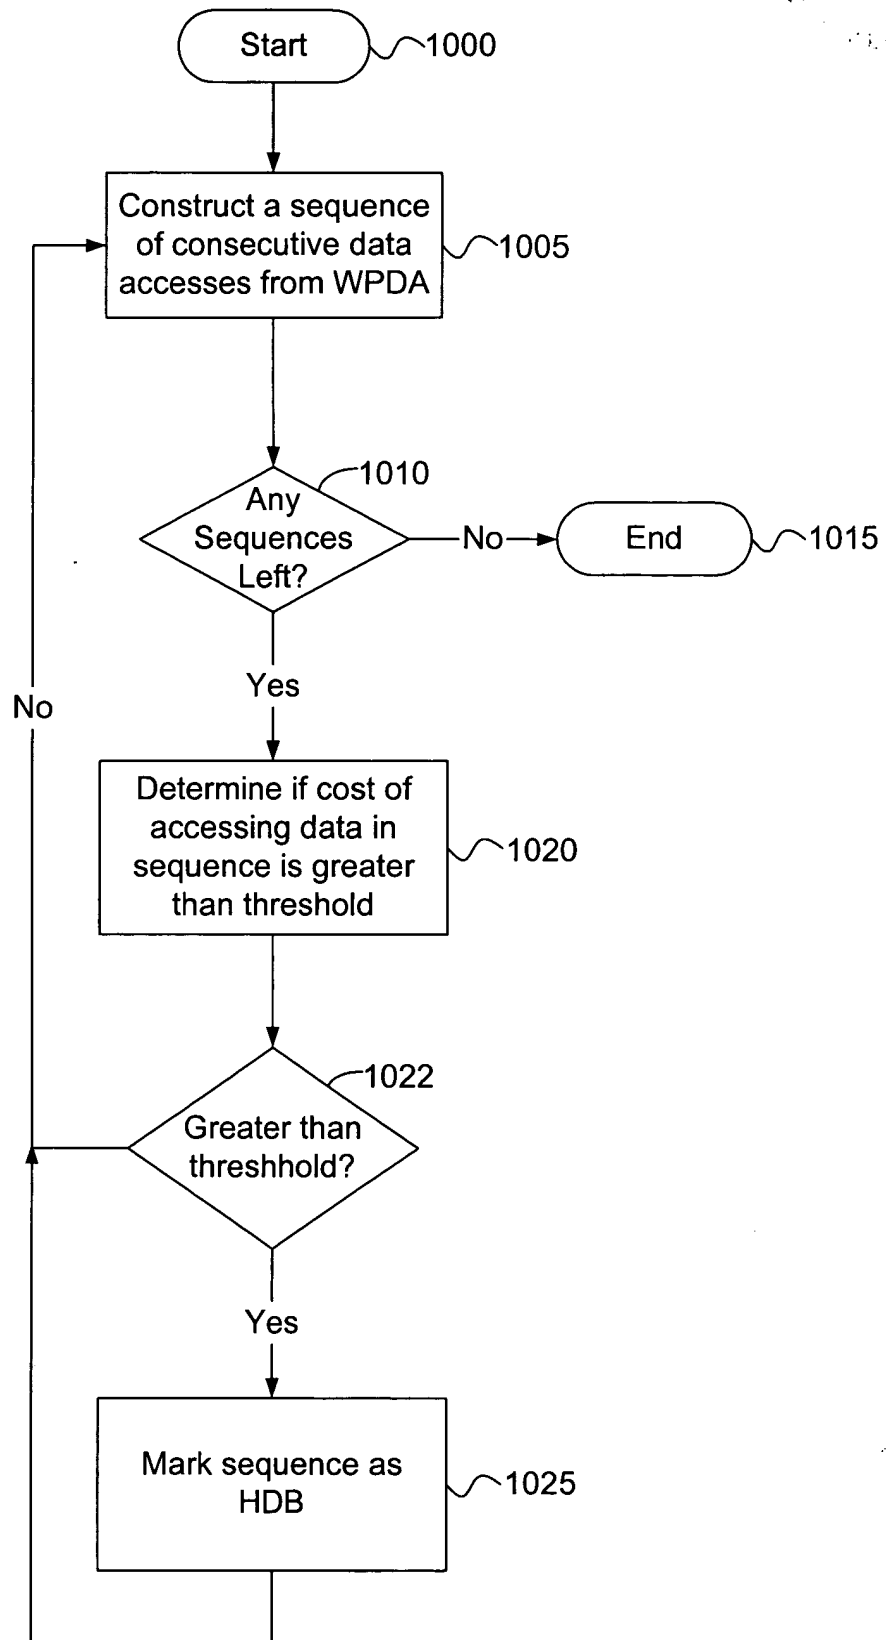 Start
1000
Construct a sequence
of consecutive data
accesses from WPDA
1005
1010
Any
Sequences
Left?
No
End
1015
Yes
No
Determine if cost of
accessing data in
sequence is greater
than threshold
1020
1022
Greater than
threshhold?
Yes
Mark sequence as
HDB
1025